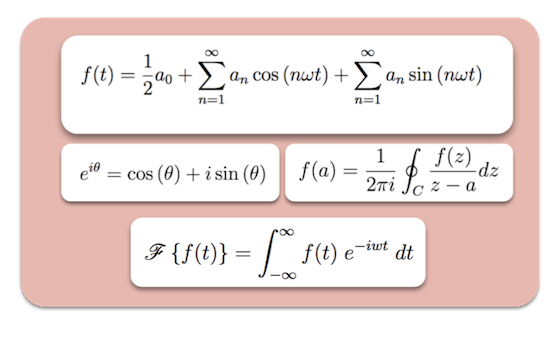 f(t) = \frac{1}{2}a_0 + \sum_{n=1}^{\infty} a_n \cos(n\omega t) + \sum_{n=1}^{\infty} a_n \sin(n\omega t)
e^{i\theta} = \cos(\theta) + i \sin(\theta)
f(a) = \frac{1}{2\pi i} \oint_C \frac{f(z)}{z - a} dz
\mathscr{F}\{f(t)\} = \int_{-\infty}^{\infty} f(t) \, e^{-iwt} \, dt